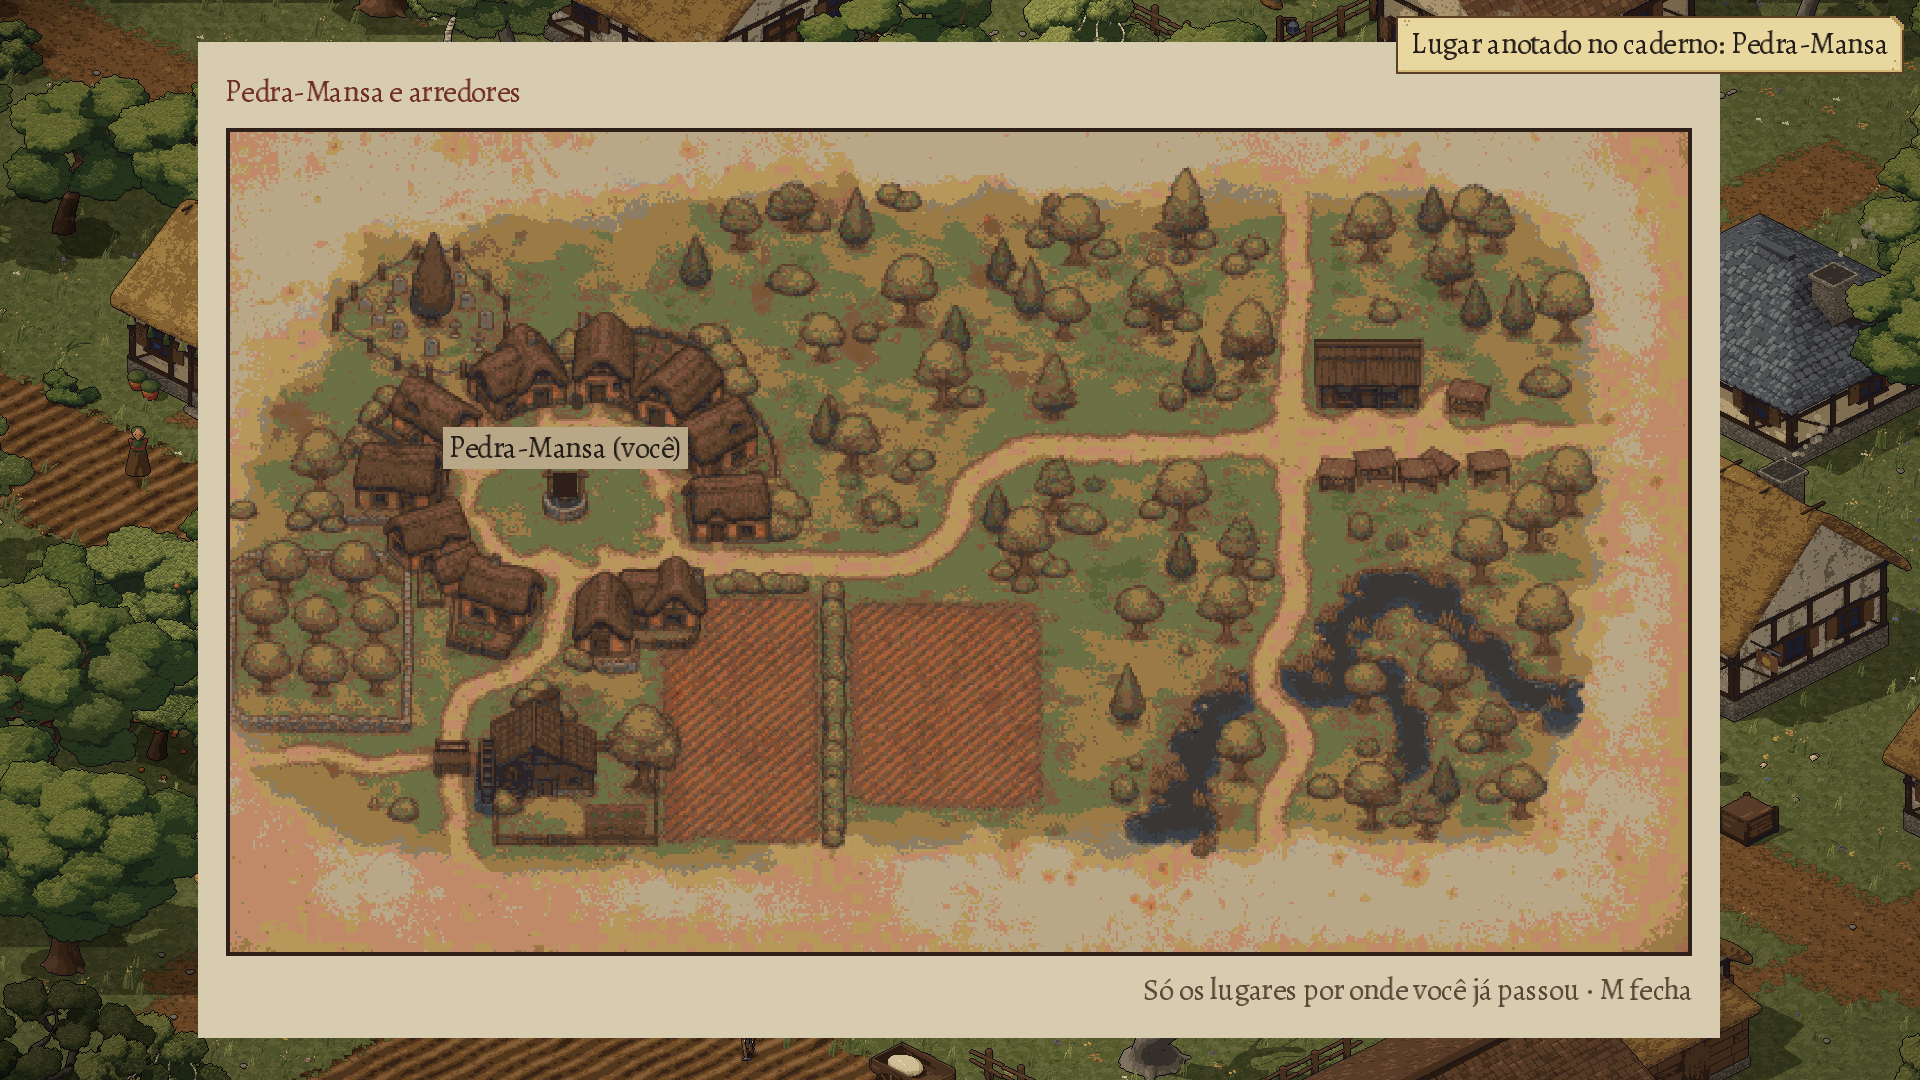 Lugar anotado no caderno: Pedra-Mansa
Pedra-Mansa e arredores
Pedra-Mansa (você)
Só os lugares por onde você já passou · M fecha